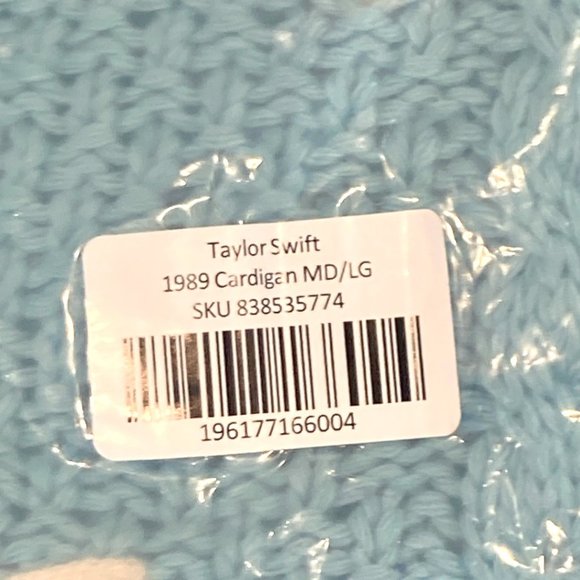 Taylor Swift
1989 Cardigan MD/LG
SKU 838535774
196177166004